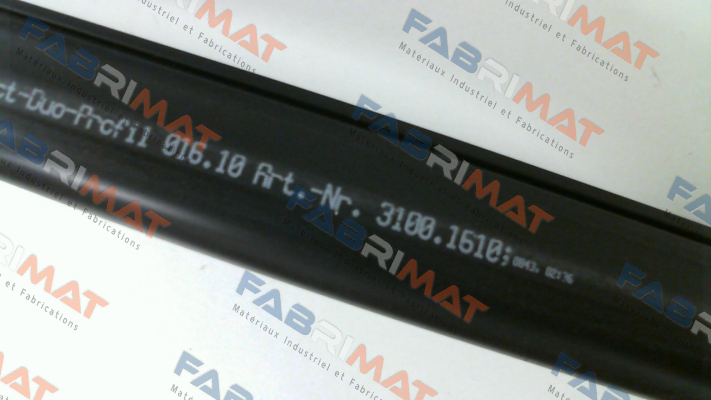 ct-Duo-Profil 016.10 Art.-Nr. 3100.1610;
FABRIMAT
Matériaux Industriel et Fabrications